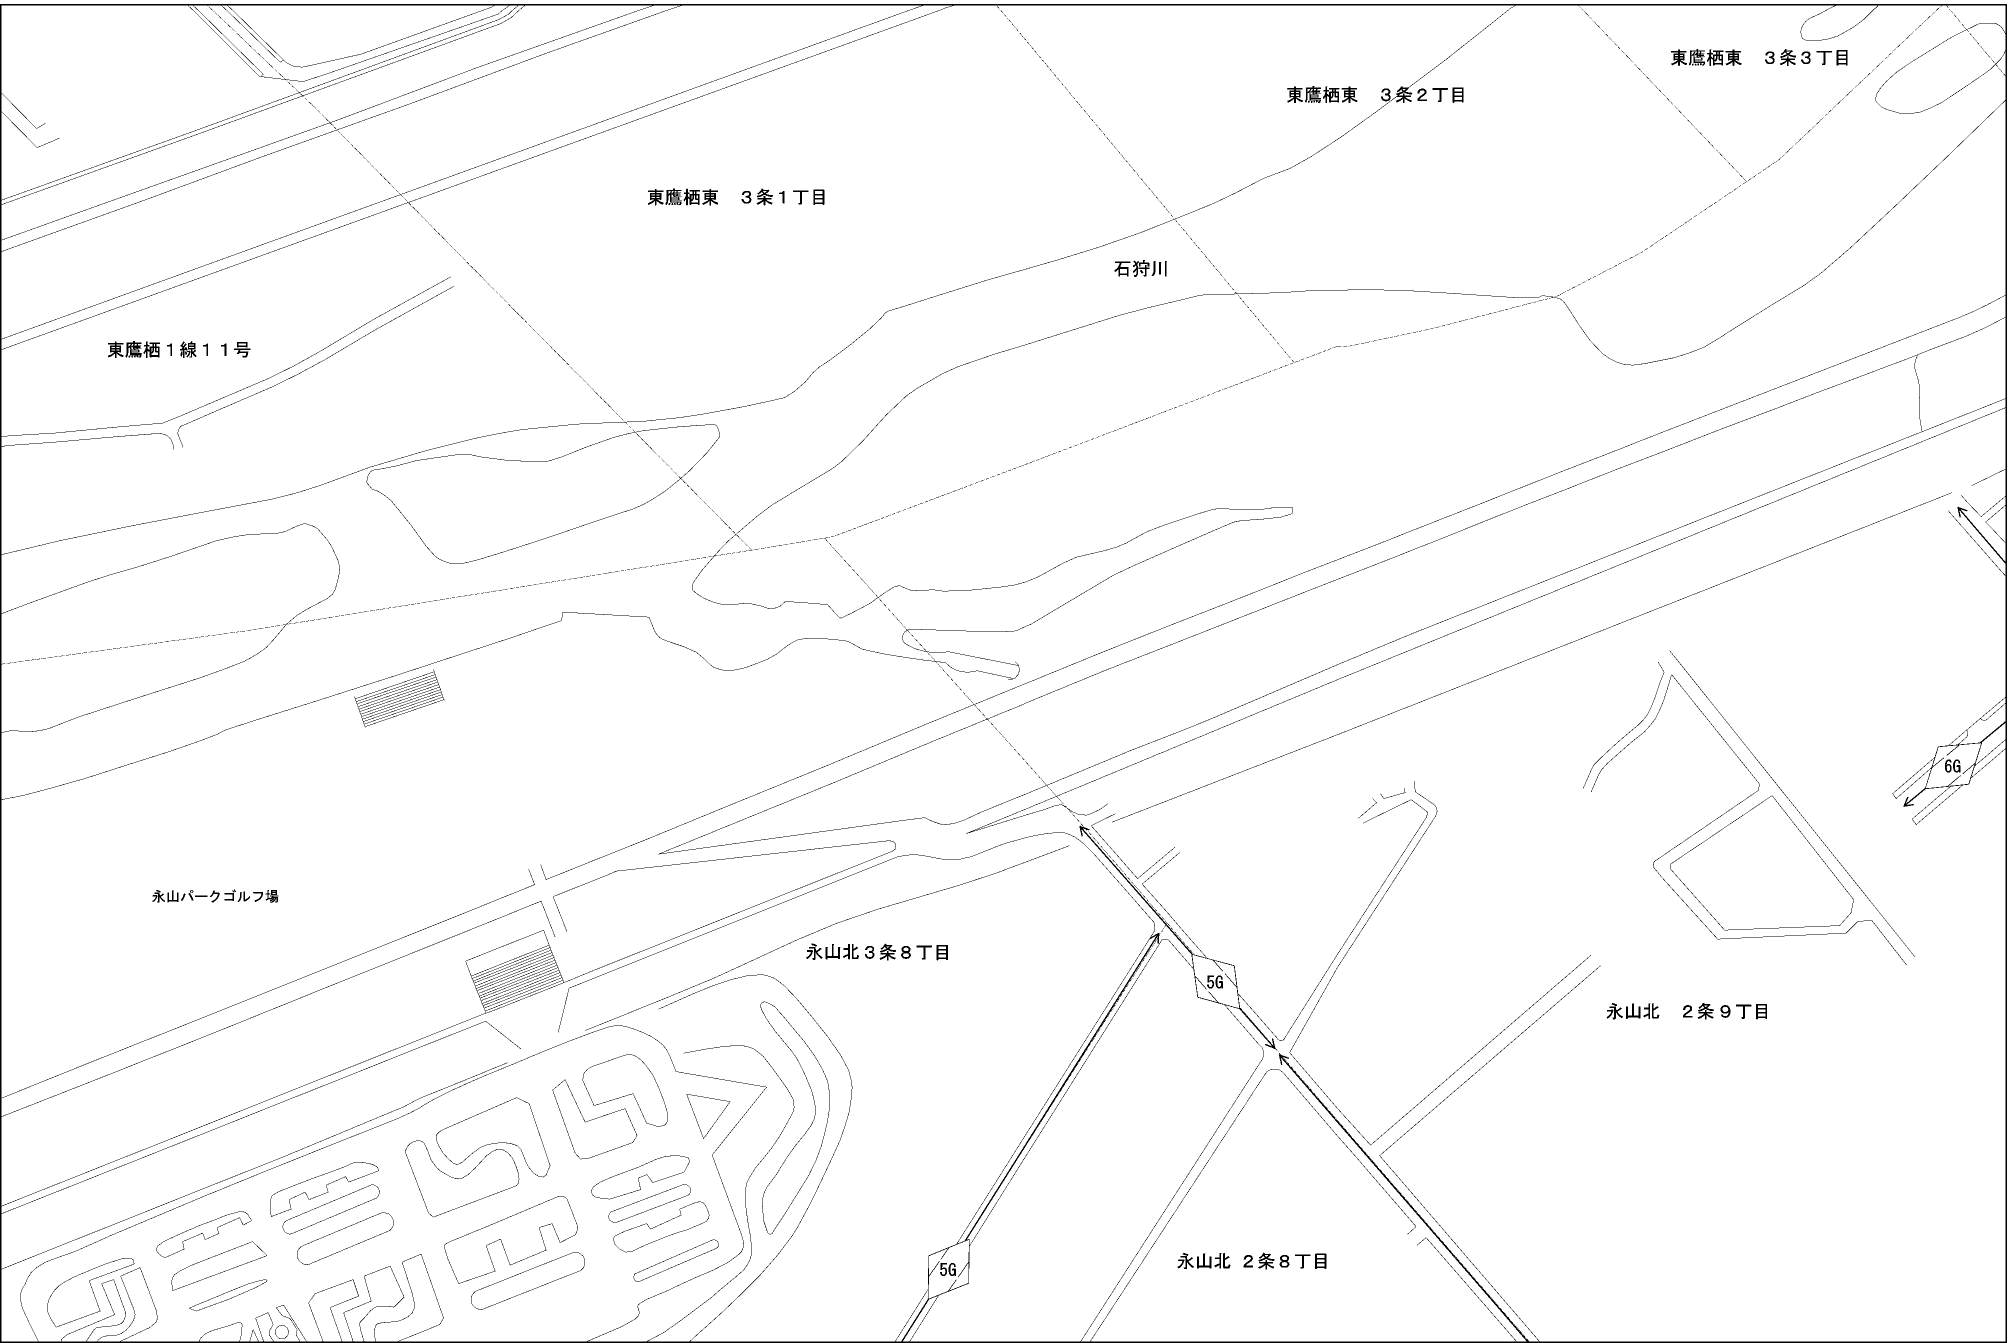 東鷹栖東　３条３丁目
東鷹栖東　３条２丁目
東鷹栖東　３条１丁目
石狩川
東鷹栖１線１１号
6G
永山パークゴルフ場
永山北３条８丁目
5G
永山北　２条９丁目
永山北 ２条８丁目
5G